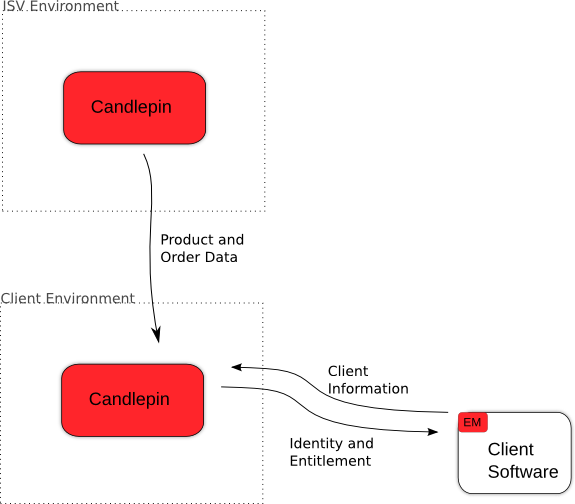 ISV Environment
Candlepin
Product and
Order Data
Client Environment
Candlepin
Client
Information
EM
Client
Software
Identity and
Entitlement